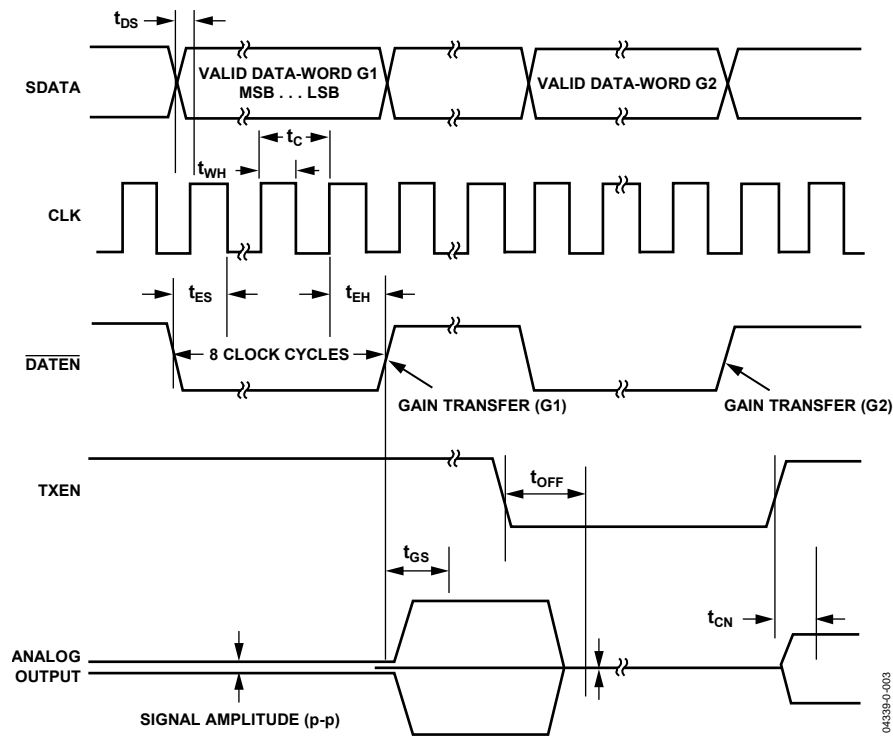 tDS
SDATA
VALID DATA-WORD G1
MSB . . . LSB
VALID DATA-WORD G2
tC
tWH
CLK
tES
tEH
DATEN
8 CLOCK CYCLES
GAIN TRANSFER (G1)
GAIN TRANSFER (G2)
TXEN
tOFF
tGS
tCN
ANALOG
OUTPUT
SIGNAL AMPLITUDE (p-p)
04339-0-003